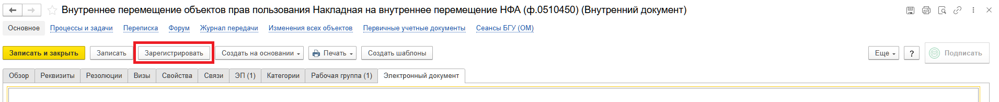 Внутреннее перемещение объектов прав пользования Накладная на внутреннее перемещение НФА (ф.0510450) (Внутренний документ)
Основное Процессы и задачи Переписка Форум Журнал передачи Изменения всех объектов Первичные учетные документы Сеансы БГУ (ОМ)
Записать и закрыть Записать Зарегистрировать Создать на основании Печать Создать шаблоны Еще ? Подписать
Обзор Реквизиты Резолюции Визы Свойства Связи ЭП (1) Категории Рабочая группа (1) Электронный документ